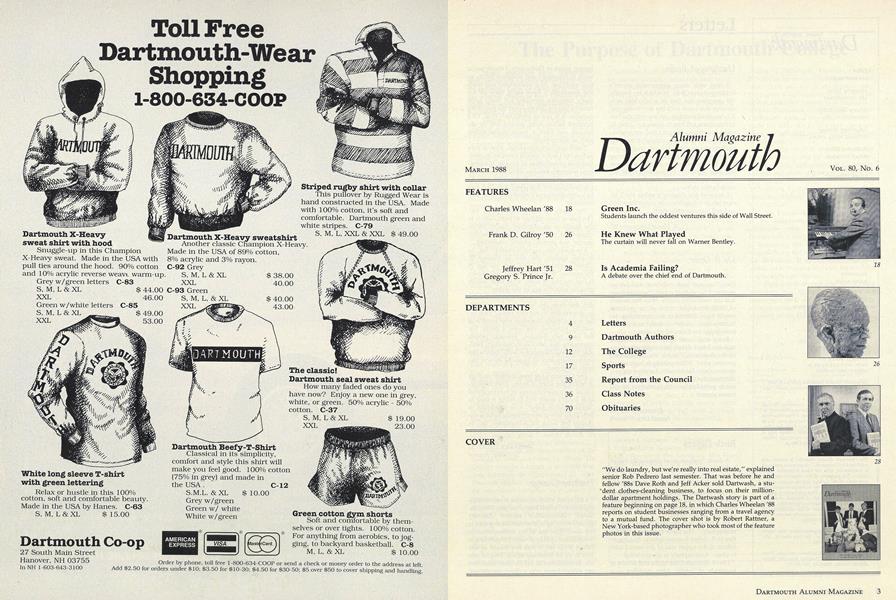 Toll Free
Dartmouth-Wear
Shopping
1-800-634-COOP
DARTMOUTH
DARTMOUTH
DARTMOUTH
Striped rugby shirt with collar
This pullover by Rugged Wear is
hand constructed in the USA. Made
with 100% cotton, it's soft and
comfortable. Dartmouth green and
white stripes. C-79
S, M, L, XXL & XXL $ 49.00
Dartmouth X-Heavy
sweat shirt with hood
Snuggle-up in this Champion
X-Heavy sweat. Made in the USA with
pull ties around the hood. 90% cotton
and 10% acrylic reverse weave warm-up.
Grey w/green letters C-83
S, M, L & XL $ 44.00
XXL 46.00
Green w/white letters C-85
S, M, L & XL $ 49.00
XXL 53.00
Dartmouth X-Heavy sweatshirt
Another classic Champion X-Heavy.
Made in the USA of 89% cotton,
8% acrylic and 3% rayon.
C-92 Grey
S, M, L & XL $ 38.00
XXL 40.00
C-93 Green
S, M, L & XL $ 40.00
XXL 43.00
DARTMOUTH
DARTMOUTH
DARTMOUTH
DARTMOUTH
The classic!
Dartmouth seal sweat shirt
How many faded ones do you
have now? Enjoy a new one in grey,
white, or green. 50% acrylic - 50%
cotton. C-37
S, M, L & XL $ 19.00
XXL 23.00
White long sleeve T-shirt
with green lettering
Relax or hustle in this 100%
cotton, soft and comfortable beauty.
Made in the USA by Hanes. C-63
S, M, L & XL $ 15.00
Dartmouth Beefy-T-Shirt
Classical in its simplicity,
comfort and style this shirt will
make you feel good. 100% cotton
(75% in grey) and made in
the USA. C-12
S.M.L. & XL $ 10.00
Grey w/green
Green w/ white
White w/green
DARTMOUTH
Green cotton gym shorts
Soft and comfortable by them-
selves or over tights. 100% cotton.
For anything from aerobics, to jog-
ging, to backyard basketball. C-8
M, L, & XL $ 10.00
Dartmouth Co-op
27 South Main Street
Hanover, NH 03755
In NH 1-603-643-3100
AMERICAN EXPRESS
VISA
MasterCard
Order by phone, toll free 1-800-634-COOP or send a check or money order to the address at left.
Add $2.50 for orders under $10; $3.50 for $10-30; $4.50 for $30-50; $5 over $50 to cover shipping and handling.
Alumni Magazine
Dartmouth
MARCH 1988
VOL. 80, NO. 6
FEATURES
Charles Wheelan '88 18 Green Inc.
Students launch the oddest ventures this side of Wall Street.
Frank D. Gilroy '50 26 He Knew What Played
The curtain will never fall on Warner Bentley.
Jeffrey Hart '51 28 Is Academia Failing?
Gregory S. Prince Jr. A debate over the chief end of Dartmouth.
18
DEPARTMENTS
4 Letters
9 Dartmouth Authors
12 The College
17 Sports
35 Report from the Council
36 Class Notes
70 Obituaries
26
28
COVER
"We do laundry, but we're really into real estate," explained
senior Rob Pedrero last semester. That was before he and
fellow '88s Dave Roth and Jeff Acker sold Dartwash, a stu-
dent clothes-cleaning business, to focus on their million-
dollar apartment holdings. The Dartwash story is part of a
feature beginning on page 18, in which Charles Wheelan '88
reports on student businesses ranging from a travel agency
to a mutual fund. The cover shot is by Robert Rattner, a
New York-based photographer who took most of the feature
photos in this issue.
Dartmouth
DARTMOUTH ALUMNI MAGAZINE 3